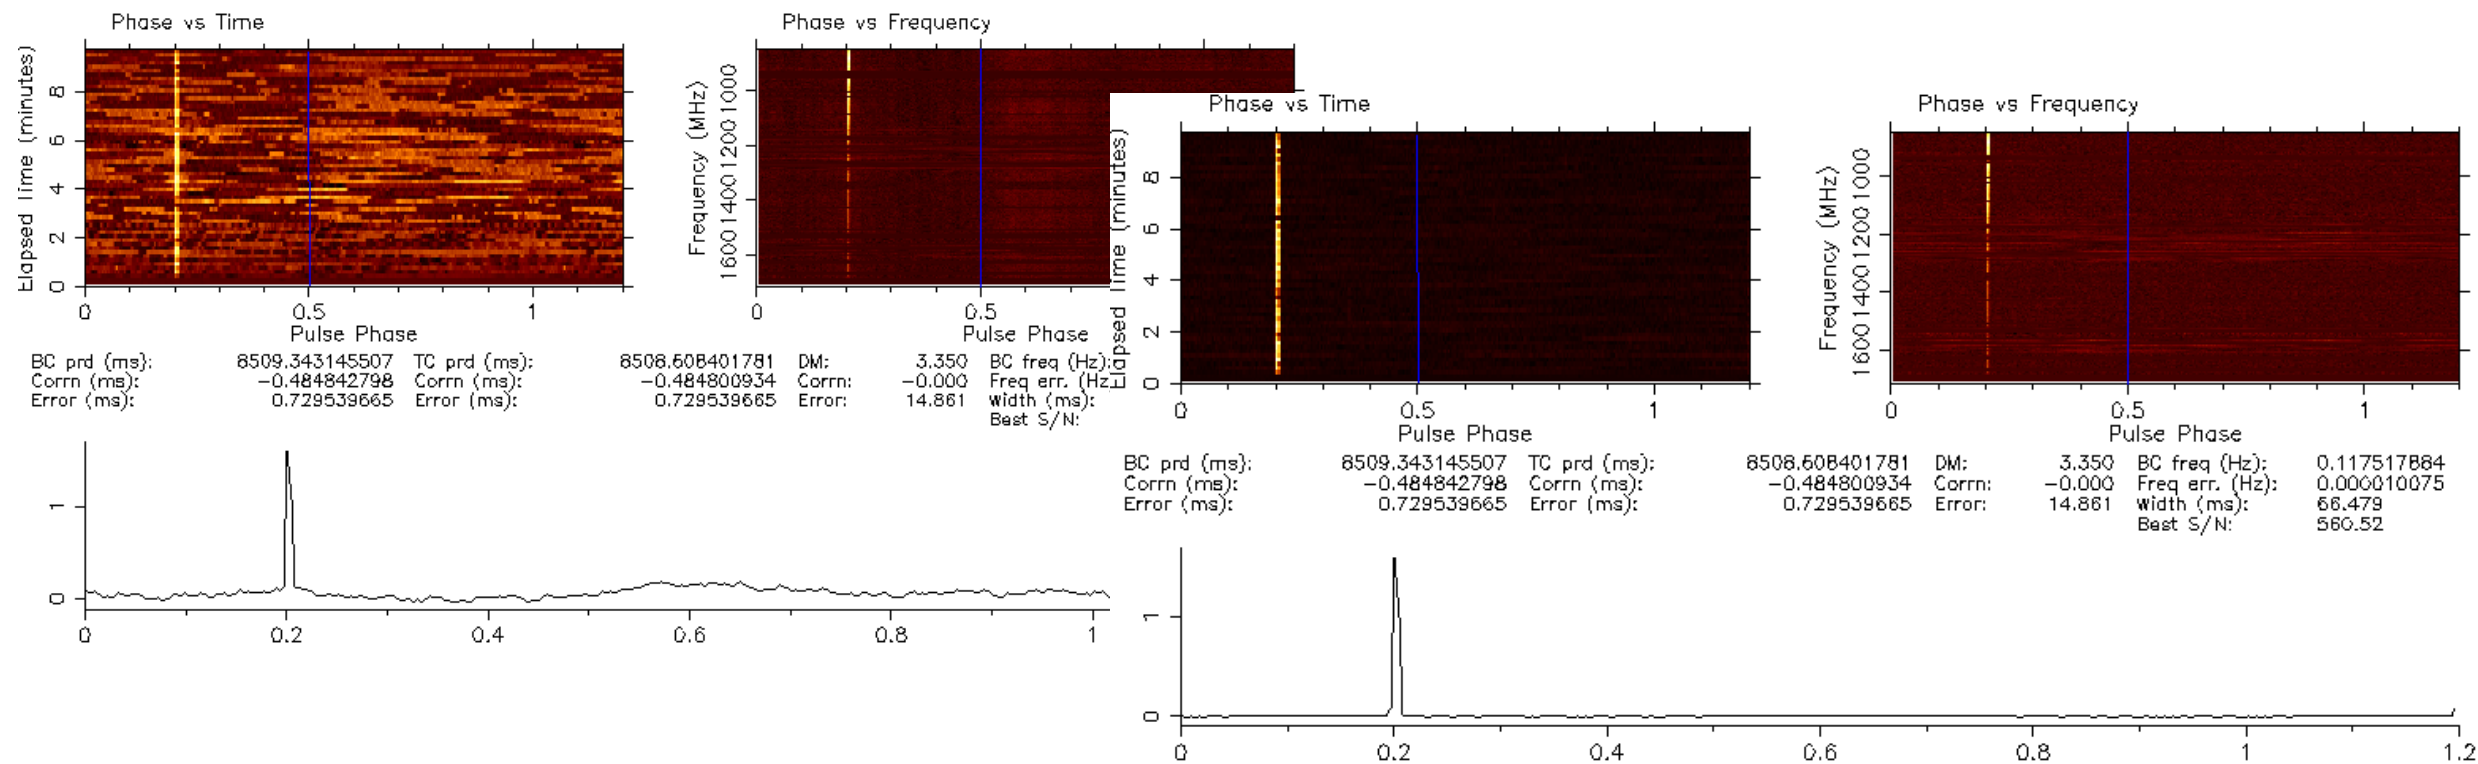 Phase vs Time
Phase vs Frequency
Elapsed Time (minutes)
0 2 4 6 8
0 0.5 1
Pulse Phase
Frequency (MHz)
1000 1200 1400 1600
0 0.5
Pulse Phase
BC prd (ms): 8509.343145507 TC prd (ms): 8508.608401781 DM: 3.350 BC freq (Hz):
Corrn (ms): -0.484842798 Corrn (ms): -0.484800934 Corrn: -0.000 Freq err. (Hz
Error (ms): 0.729539665 Error (ms): 0.729539665 Error: 14.861 Width (ms):
Best S/N:
1
0
0 0.2 0.4 0.6 0.8 1
Phase vs Time
Phase vs Frequency
Elapsed Time (minutes)
0 2 4 6 8
0 0.5 1
Pulse Phase
Frequency (MHz)
1000 1200 1400 1600
0 0.5 1
Pulse Phase
BC prd (ms): 8509.343145507 TC prd (ms): 8508.608401781 DM: 3.350 BC freq (Hz): 0.117517884
Corrn (ms): -0.484842798 Corrn (ms): -0.484800934 Corrn: -0.000 Freq err. (Hz): 0.000010075
Error (ms): 0.729539665 Error (ms): 0.729539665 Error: 14.861 Width (ms): 66.479
Best S/N: 560.52
1
0
0 0.2 0.4 0.6 0.8 1 1.2